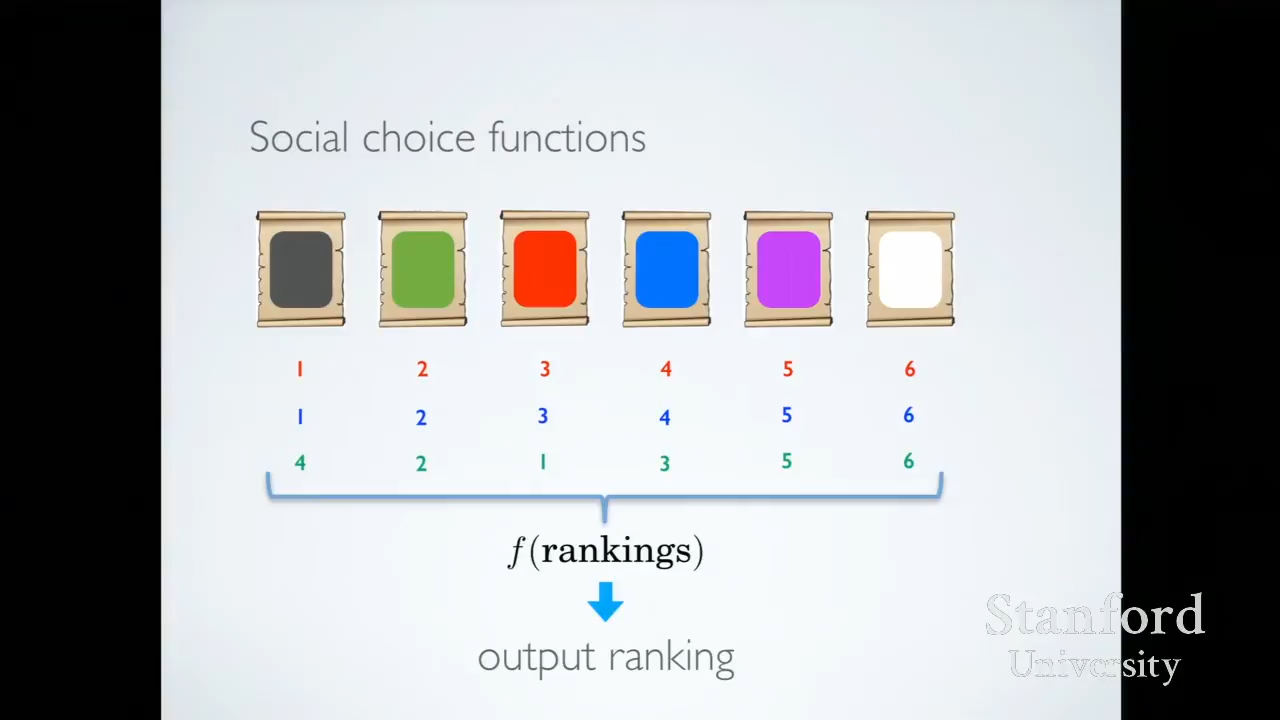 Social choice functions
1 2 3 4 5 6
1 2 3 4 5 6
4 2 1 3 5 6
f(rankings)
output ranking
Stanford
University